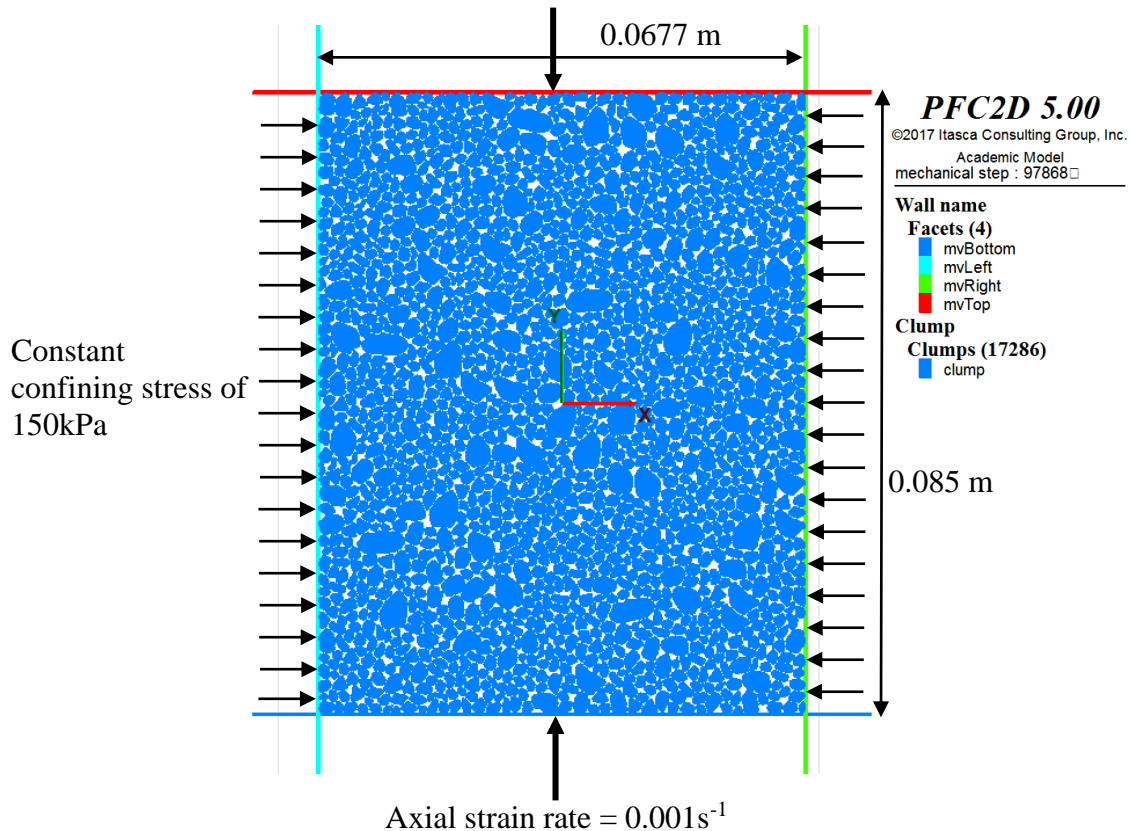 0.0677 m
PFC2D 5.00
©2017 Itasca Consulting Group, Inc.
Academic Model
mechanical step : 97868□
Wall name
Facets (4)
mvBottom
mvLeft
mvRight
mvTop
Clump
Clumps (17286)
clump
Y
X
Constant
confining stress of
150kPa
0.085 m
Axial strain rate = 0.001s⁻¹